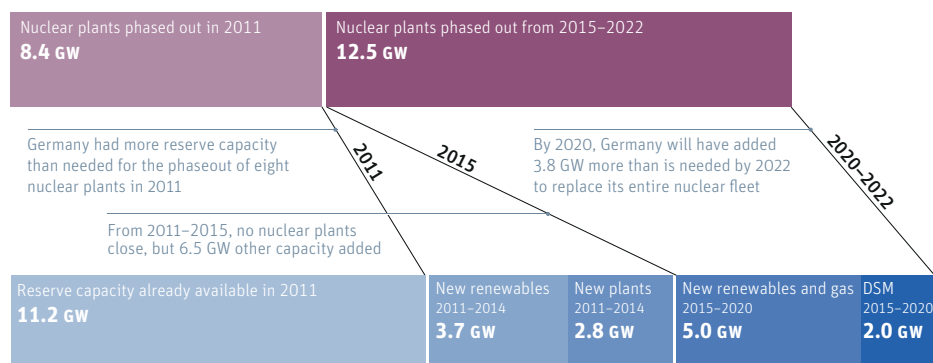 Nuclear plants phased out in 2011
8.4 GW
Nuclear plants phased out from 2015–2022
12.5 GW
Germany had more reserve capacity
than needed for the phaseout of eight
nuclear plants in 2011
2011
2015
By 2020, Germany will have added
3.8 GW more than is needed by 2022
to replace its entire nuclear fleet
2020–2022
From 2011–2015, no nuclear plants
close, but 6.5 GW other capacity added
Reserve capacity already available in 2011
11.2 GW
New renewables
2011–2014
3.7 GW
New plants
2011–2014
2.8 GW
New renewables and gas
2015–2020
5.0 GW
DSM
2015–2020
2.0 GW